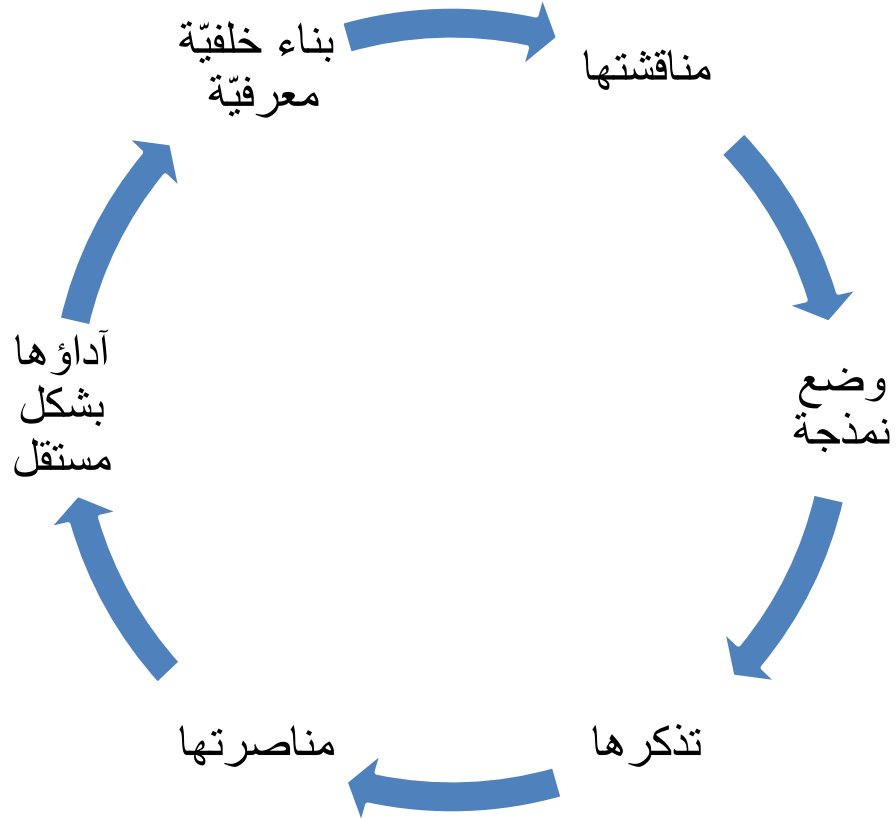 بناء خلفيّة
معرفيّة
مناقشتها
وضع
نمذجة
تذكرها
مناصرتها
آداؤها
بشكل
مستقل